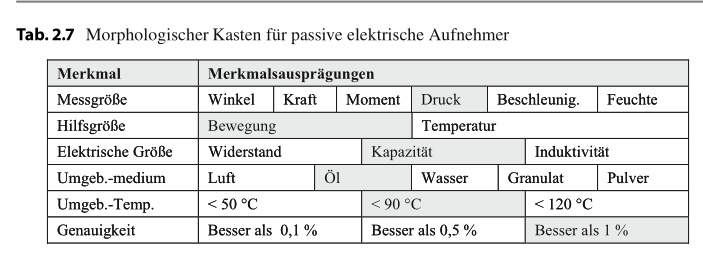 Tab. 2.7 Morphologischer Kasten für passive elektrische Aufnehmer
Merkmal Merkmalsausprägungen
Messgröße Winkel Kraft Moment Druck Beschleunig. Feuchte
Hilfsgröße Bewegung Temperatur
Elektrische Größe Widerstand Kapazität Induktivität
Umgeb.-medium Luft Öl Wasser Granulat Pulver
Umgeb.-Temp. < 50 °C < 90 °C < 120 °C
Genauigkeit Besser als 0,1 % Besser als 0,5 % Besser als 1 %